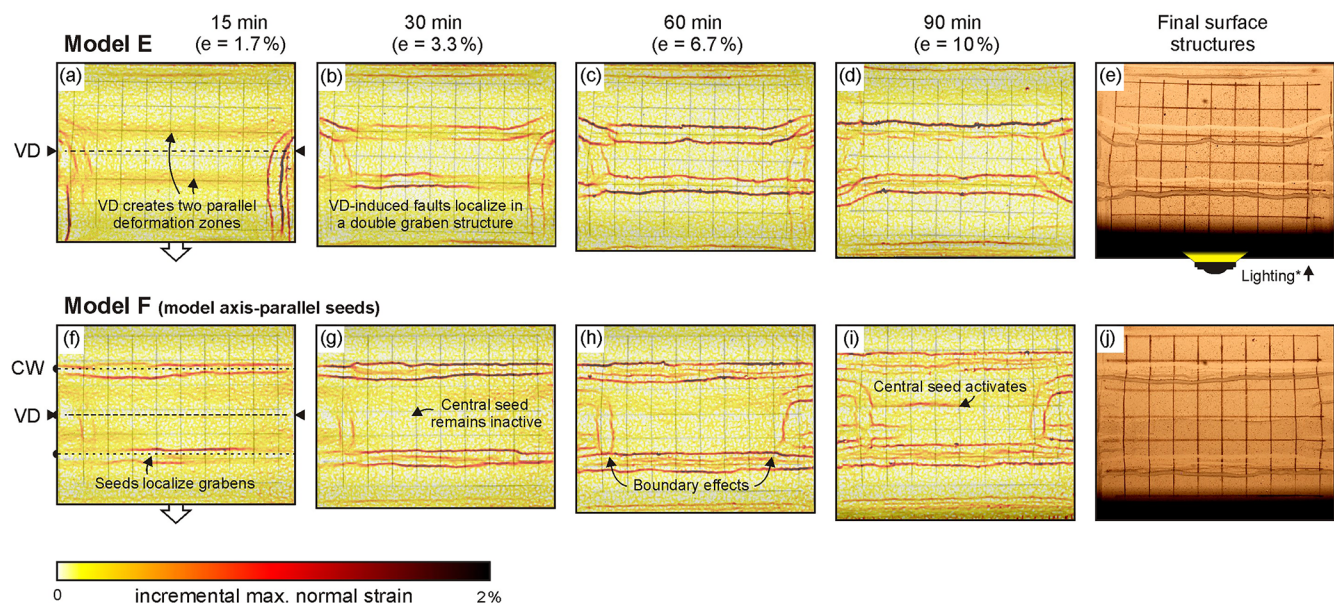 15 min
(e = 1.7%)
30 min
(e = 3.3%)
60 min
(e = 6.7%)
90 min
(e = 10%)
Final surface
structures
Model E
(a)
(b)
(c)
(d)
(e)
VD
VD creates two parallel
deformation zones
VD-induced faults localize in
a double graben structure
Lighting*
Model F (model axis-parallel seeds)
(f)
(g)
(h)
(i)
(j)
CW
VD
Seeds localize grabens
Central seed
remains inactive
Boundary effects
Central seed activates
0
incremental max. normal strain
2%